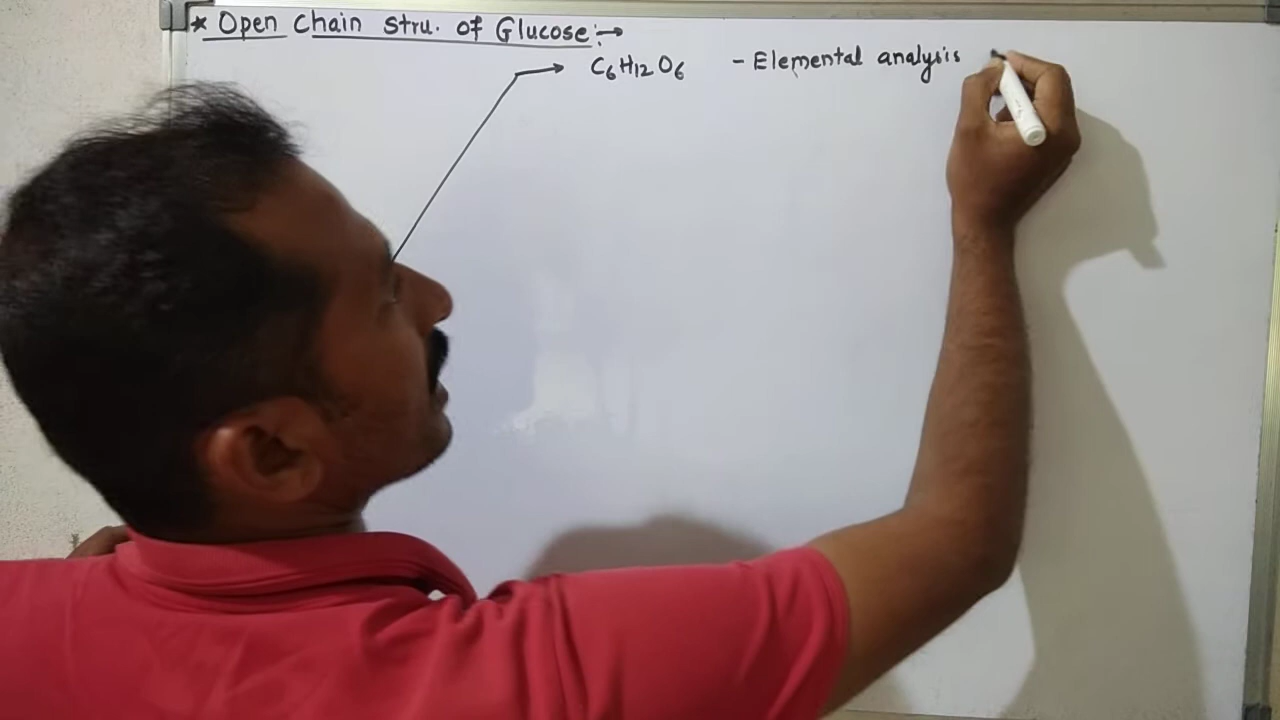 * Open Chain Stru. of Glucose :→
→ C₆H₁₂O₆ - Elemental analysis